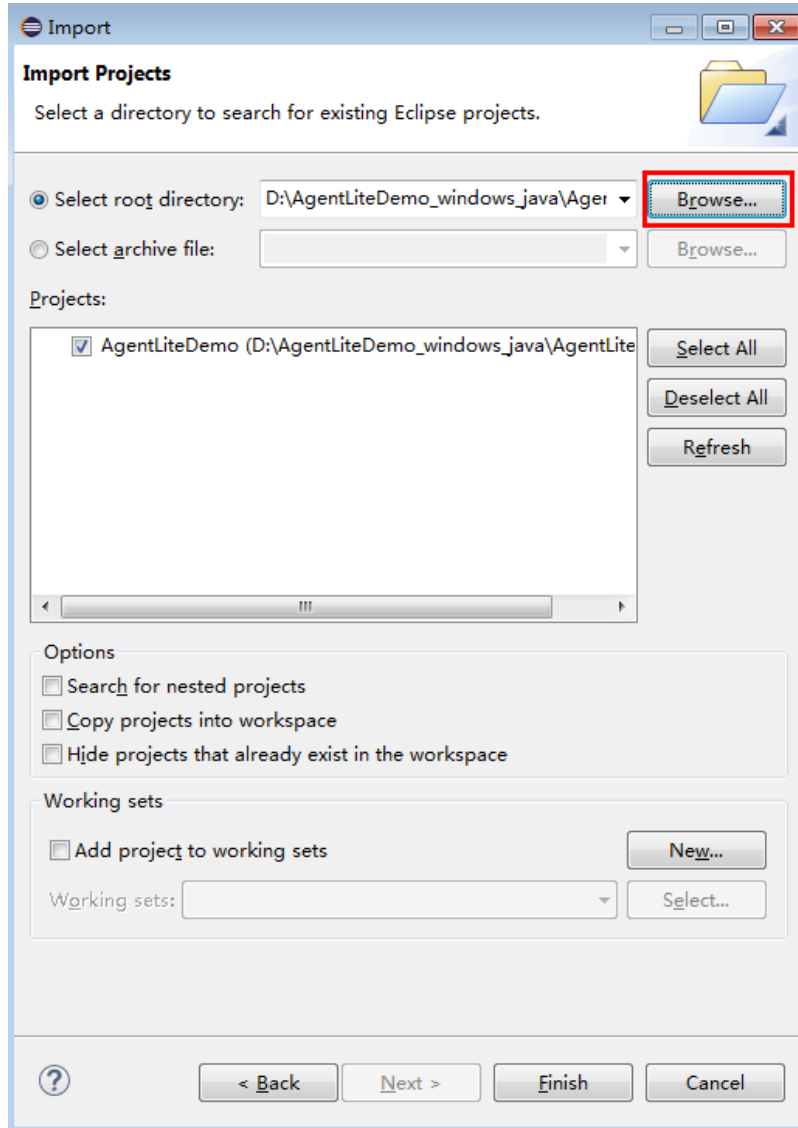 Import
Import Projects
Select a directory to search for existing Eclipse projects.
Select root directory: D:\AgentLiteDemo_windows_java\Ager Browse...
Select archive file: Browse...
Projects:
AgentLiteDemo (D:\AgentLiteDemo_windows_java\AgentLite
Select All
Deselect All
Refresh
Options
Search for nested projects
Copy projects into workspace
Hide projects that already exist in the workspace
Working sets
Add project to working sets New...
Working sets: Select...
? < Back Next > Finish Cancel